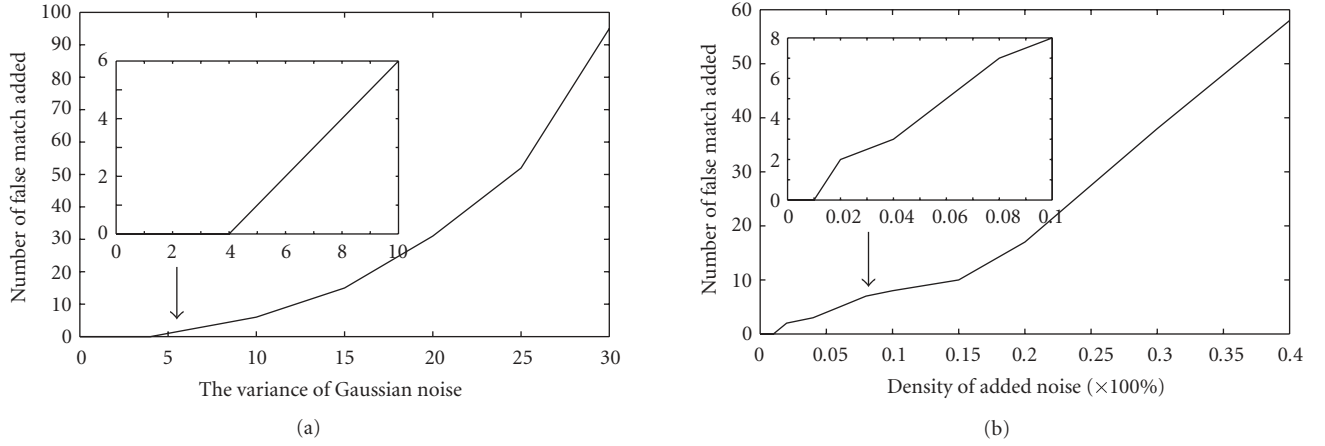 100
90
80
70
60
50
40
30
20
10
0
Number of false match added
6
4
2
0
0 2 4 6 8 10
0 5 10 15 20 25 30
The variance of Gaussian noise
(a)
60
50
40
30
20
10
0
Number of false match added
8
6
4
2
0
0 0.02 0.04 0.06 0.08 0.1
0 0.05 0.1 0.15 0.2 0.25 0.3 0.35 0.4
Density of added noise (×100%)
(b)